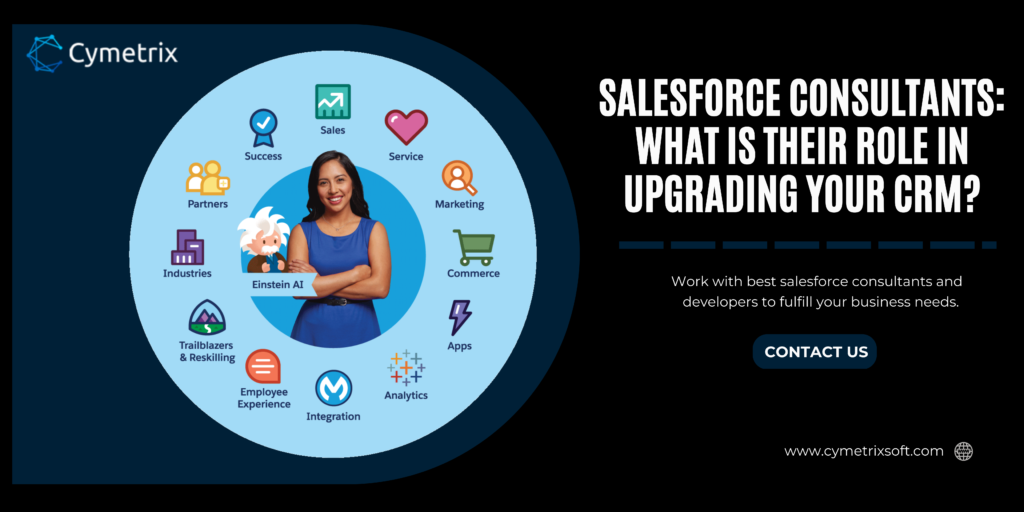 Cymetrix
Sales
Service
Marketing
Commerce
Apps
Analytics
Integration
Employee
Experience
Trailblazers
& Reskilling
Industries
Partners
Success
Einstein AI
SALESFORCE CONSULTANTS:
WHAT IS THEIR ROLE IN
UPGRADING YOUR CRM?
Work with best salesforce consultants and
developers to fulfill your business needs.
CONTACT US
www.cymetrixsoft.com